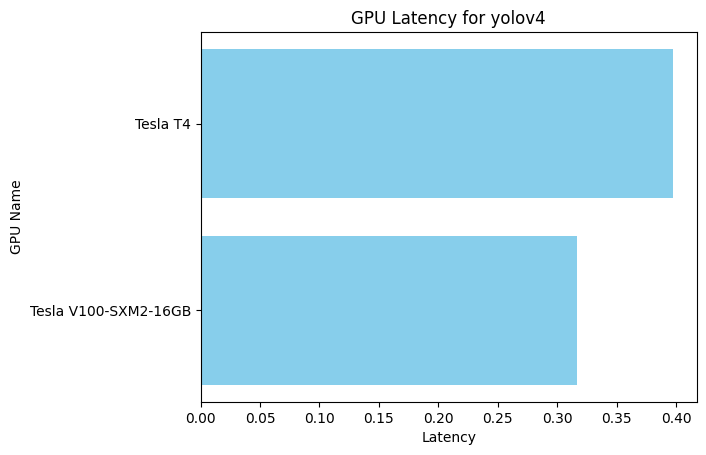 GPU Latency for yolov4
GPU Name
Tesla T4
Tesla V100-SXM2-16GB
0.00 0.05 0.10 0.15 0.20 0.25 0.30 0.35 0.40
Latency